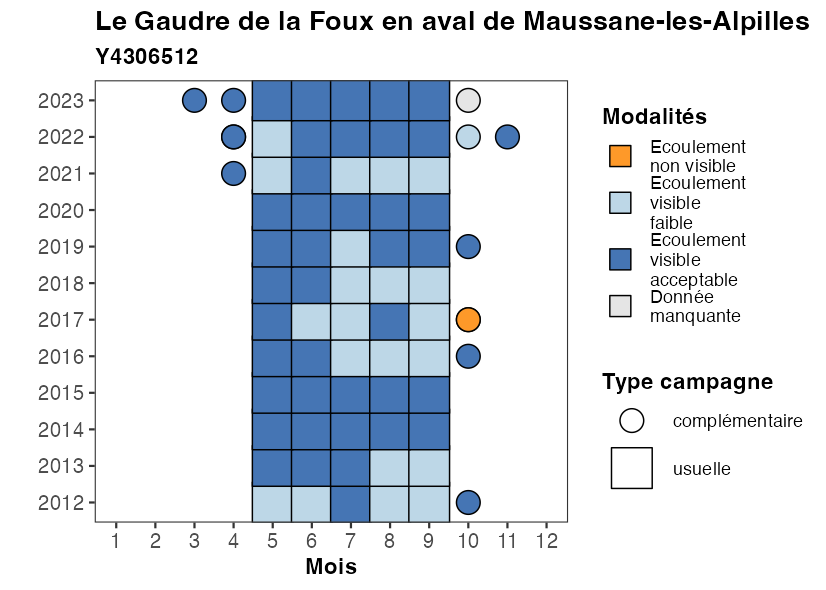 Le Gaudre de la Foux en aval de Maussane-les-Alpilles
Y4306512
2023
2022
2021
2020
2019
2018
2017
2016
2015
2014
2013
2012
1 2 3 4 5 6 7 8 9 10 11 12
Mois
Modalités
Ecoulement
non visible
Ecoulement
visible
faible
Ecoulement
visible
acceptable
Donnée
manquante
Type campagne
complémentaire
usuelle